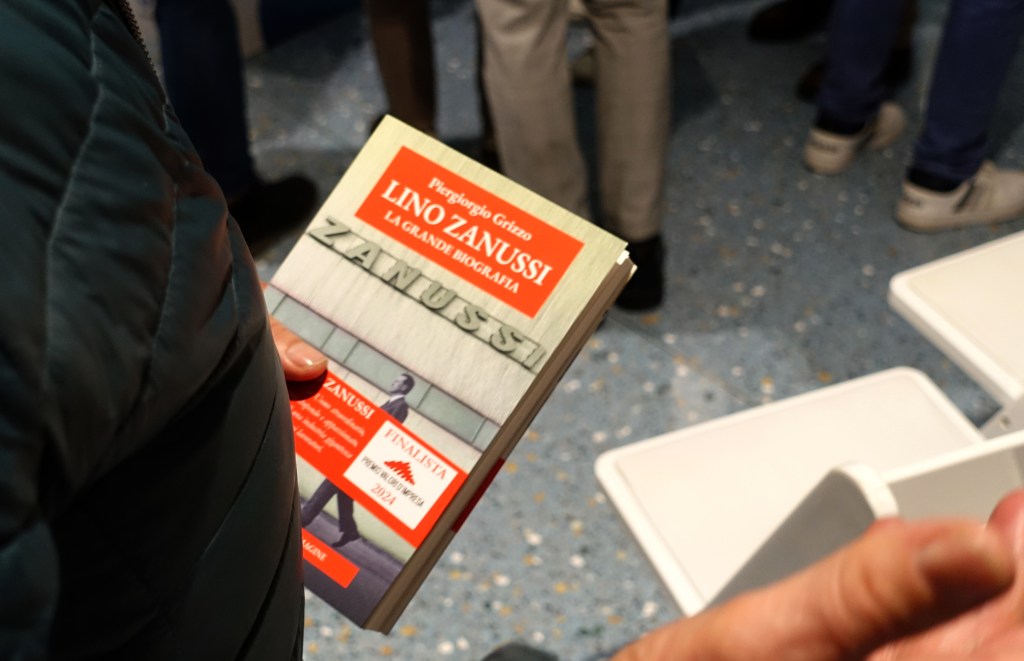 Piergiorgio Grizzo
LINO ZANUSSI
LA GRANDE BIOGRAFIA
ZANUSSI
ZANUSSI
FINALISTA
PREMIO VALORI D'IMPRESA
2024